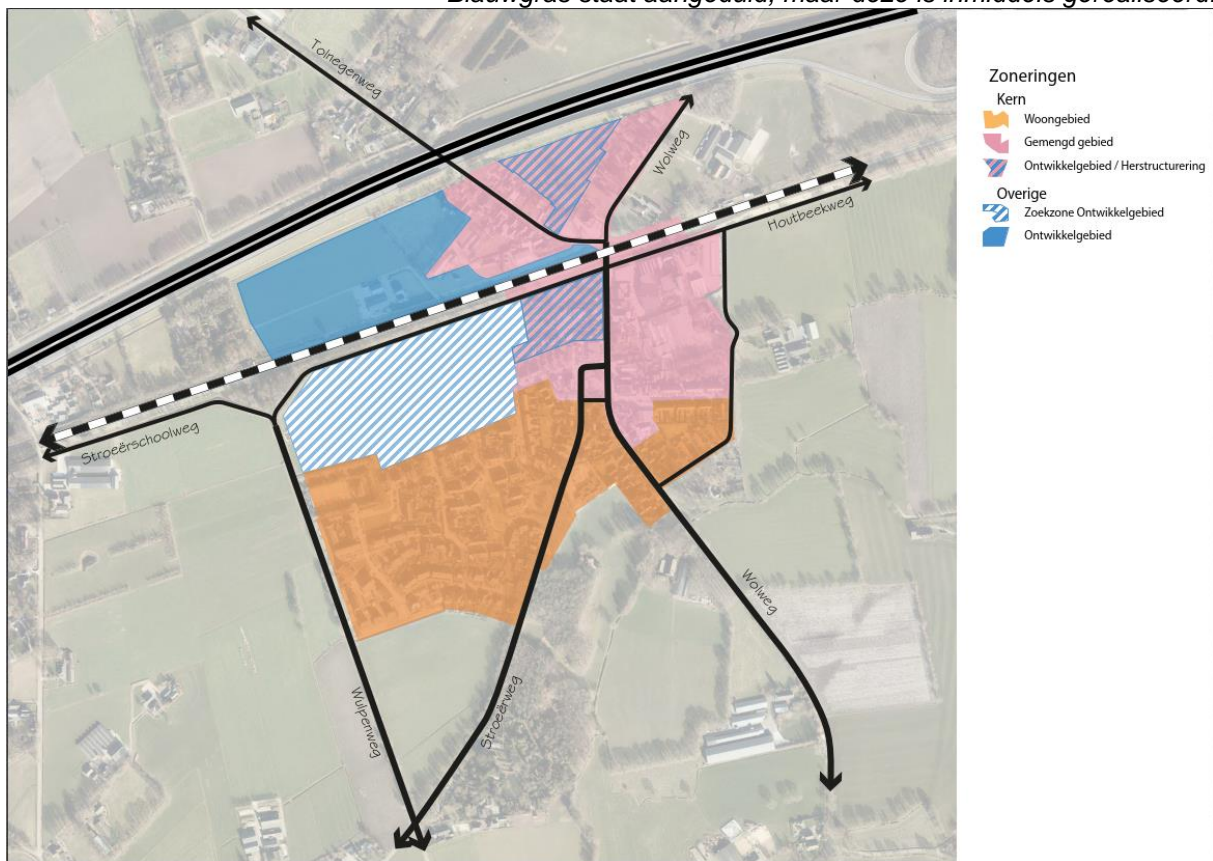 Blauwgras staat aangeduid, maar deze is inmiddels gerealiseerd.
Zoneringen
Kern
Woongebied
Gemengd gebied
Ontwikkelgebied / Herstructurering
Overige
Zoekzone Ontwikkelgebied
Ontwikkelgebied
Tolnegenweg
Wolweg
Houtbeekweg
Stroeërschoolweg
Wulpenweg
Stroeërweg
Wolweg